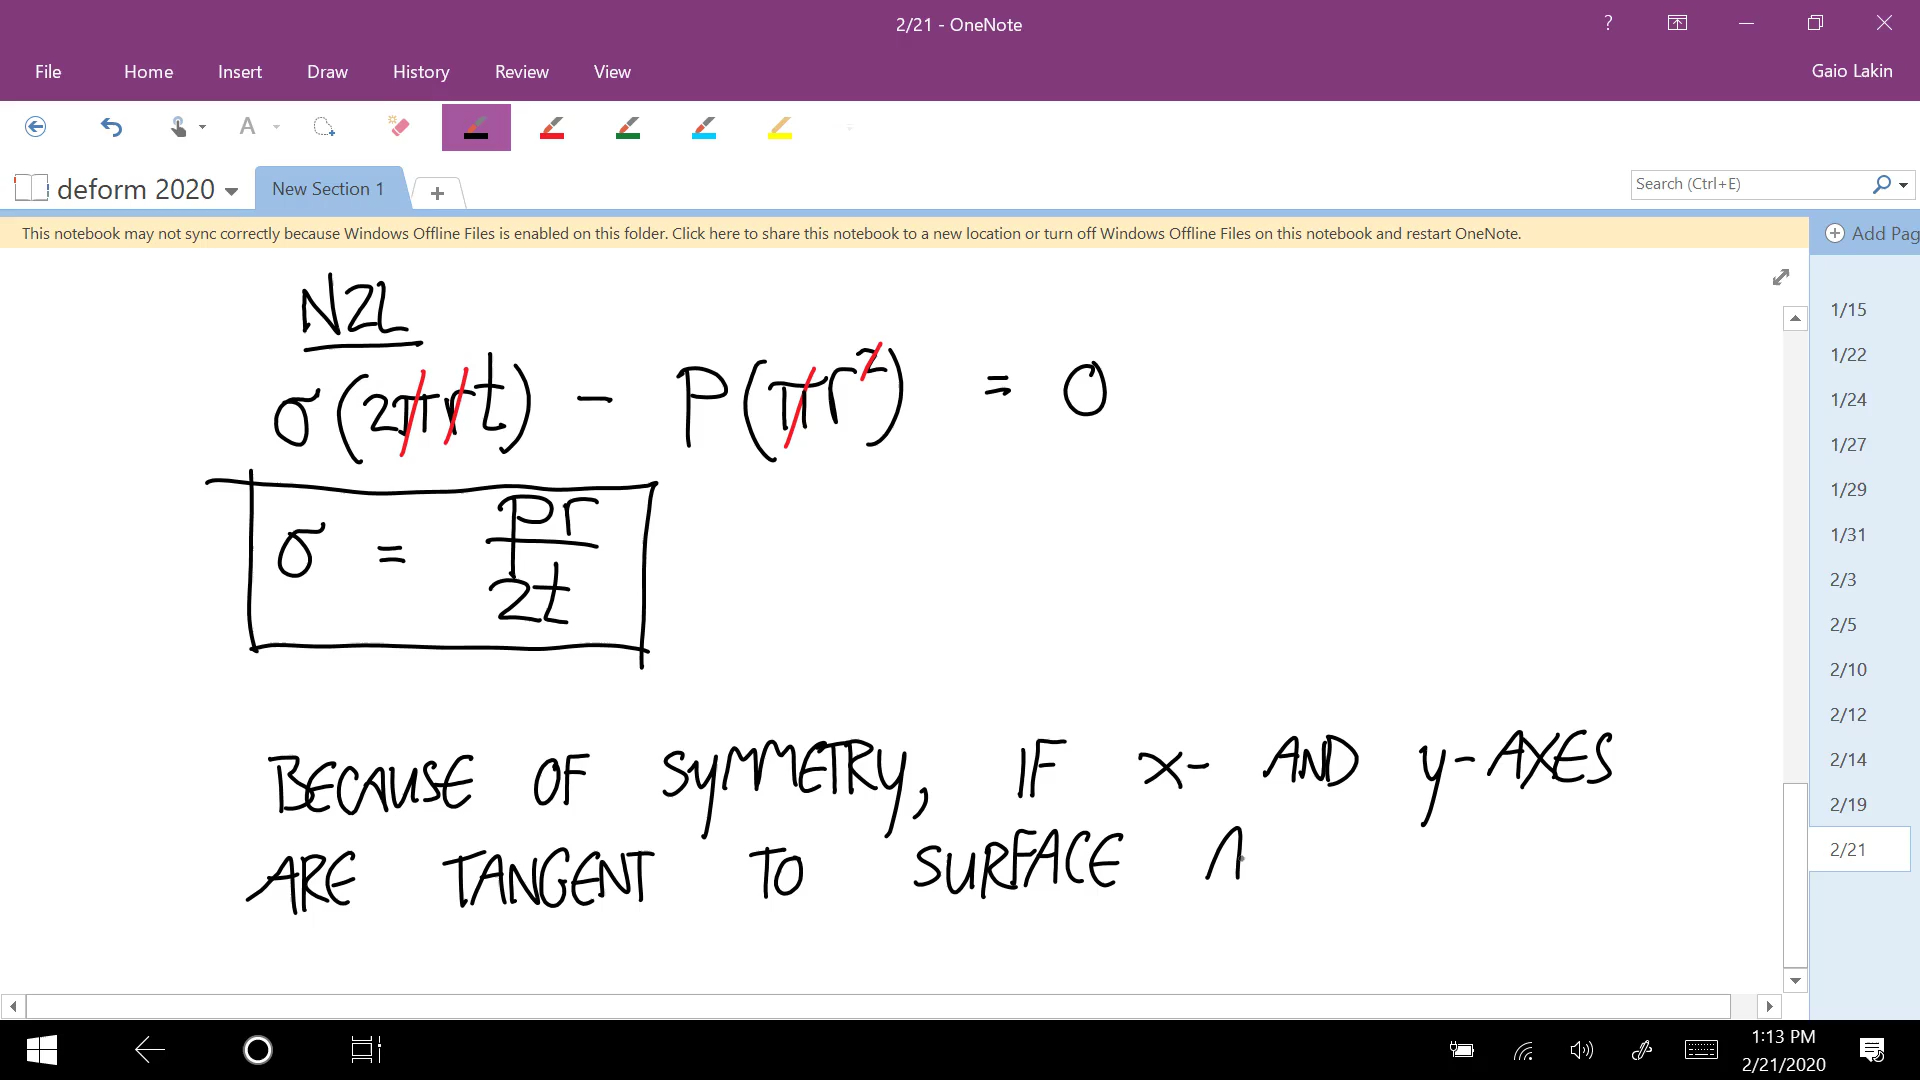 2/21 - OneNote
?
File Home Insert Draw History Review View
Gaio Lakin
A
deform 2020
New Section 1
+
Search (Ctrl+E)
This notebook may not sync correctly because Windows Offline Files is enabled on this folder. Click here to share this notebook to a new location or turn off Windows Offline Files on this notebook and restart OneNote.
Add Pag
N2L
σ(2πrt) - P(πr²) = 0
σ = Pr/2t
BECAUSE OF SYMMETRY, IF x- AND y-AXES
ARE TANGENT TO SURFACE
1/15
1/22
1/24
1/27
1/29
1/31
2/3
2/5
2/10
2/12
2/14
2/19
2/21
1:13 PM
2/21/2020